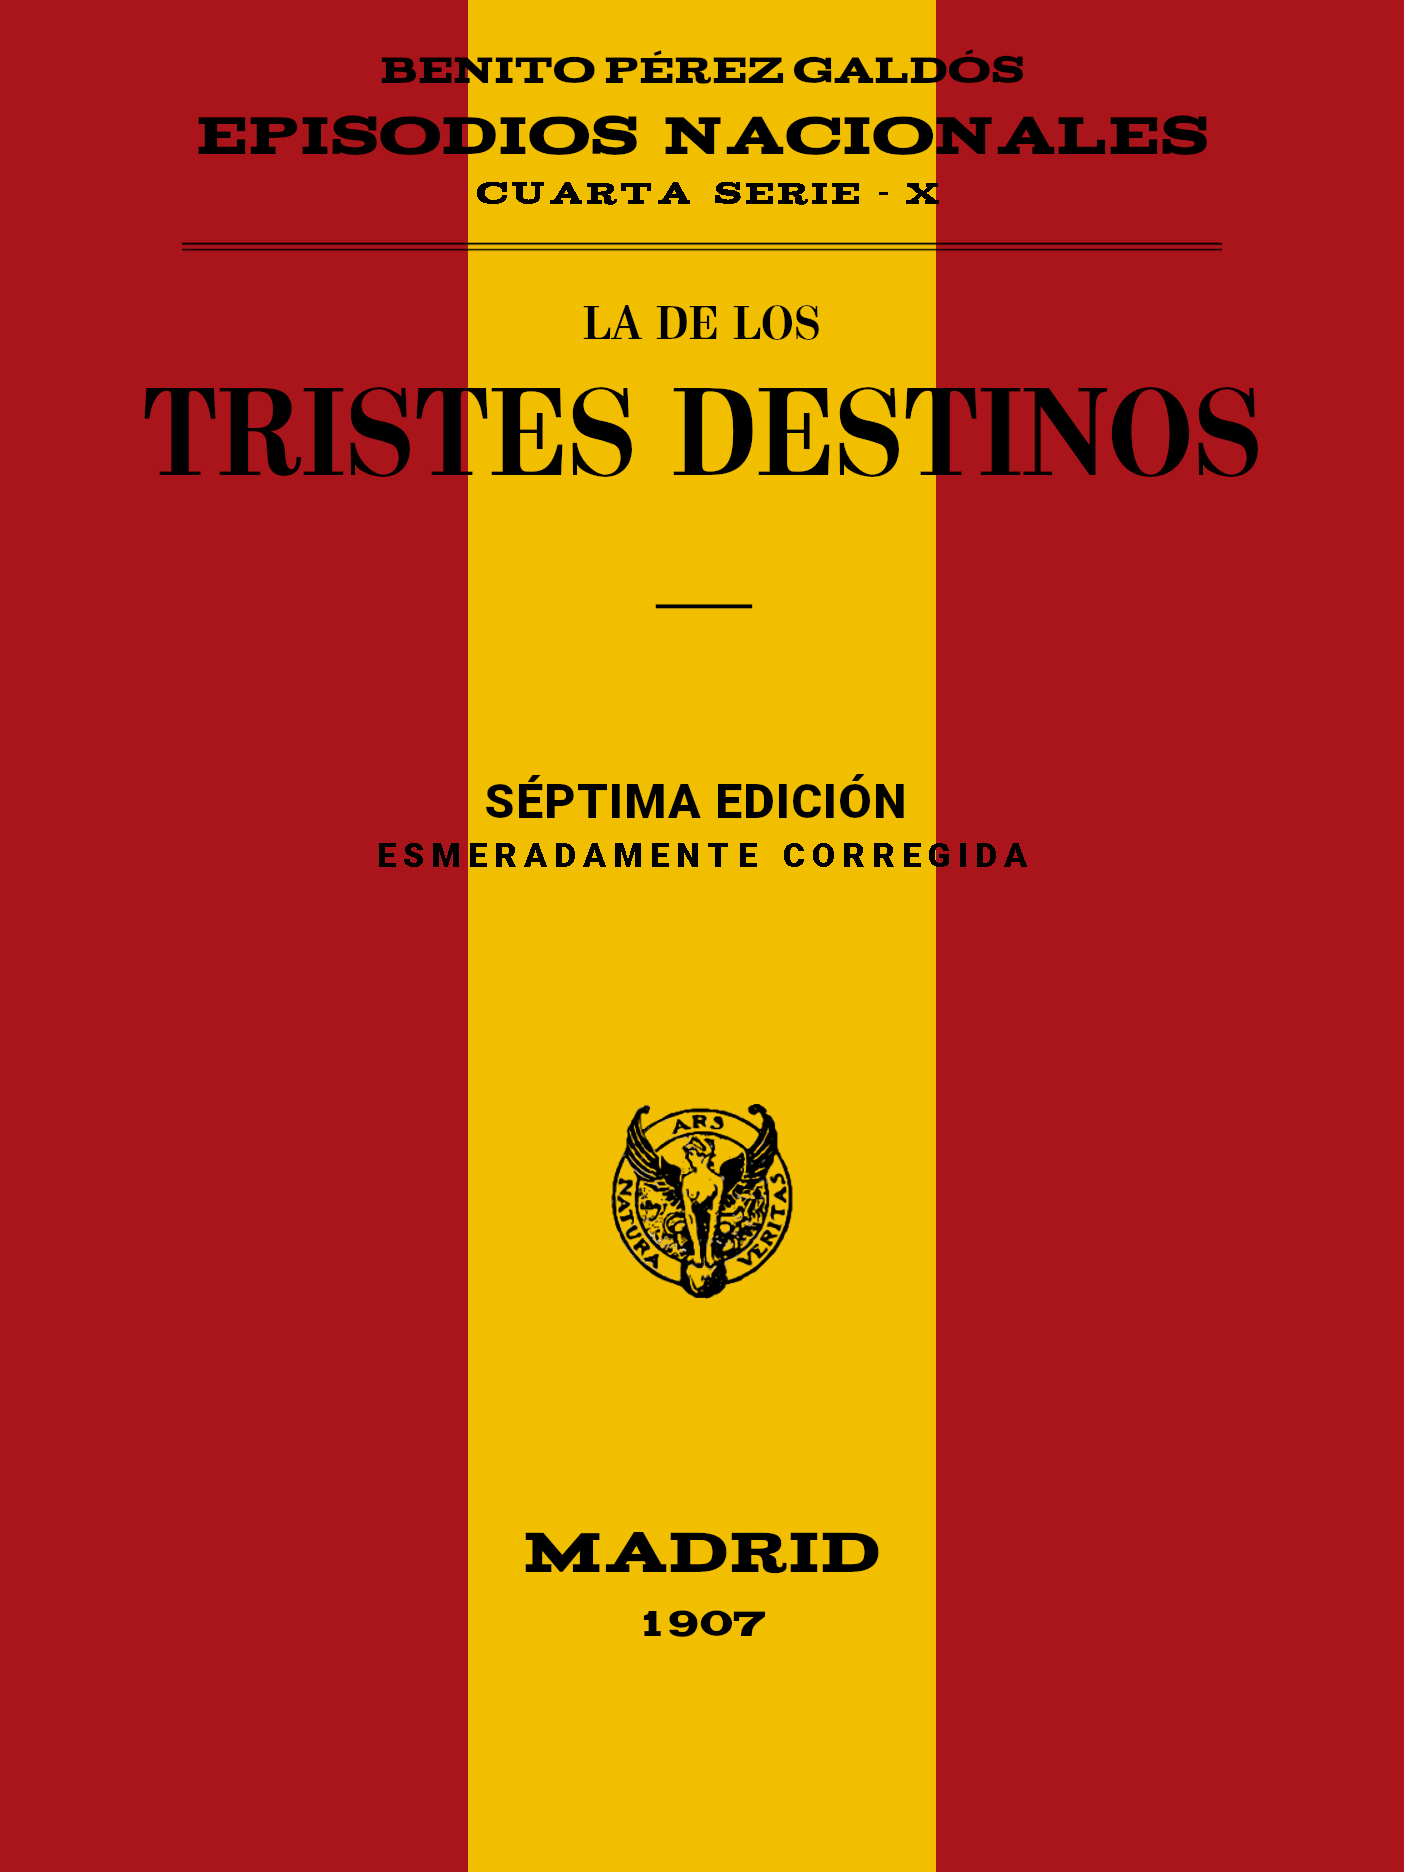 BENITO PÉREZ GALDÓS
EPISODIOS NACIONALES
CUARTA SERIE - X
LA DE LOS
TRISTES DESTINOS
SÉPTIMA EDICIÓN
ESMERADAMENTE CORREGIDA
ARS
NATURA
VERITAS
MADRID
1907